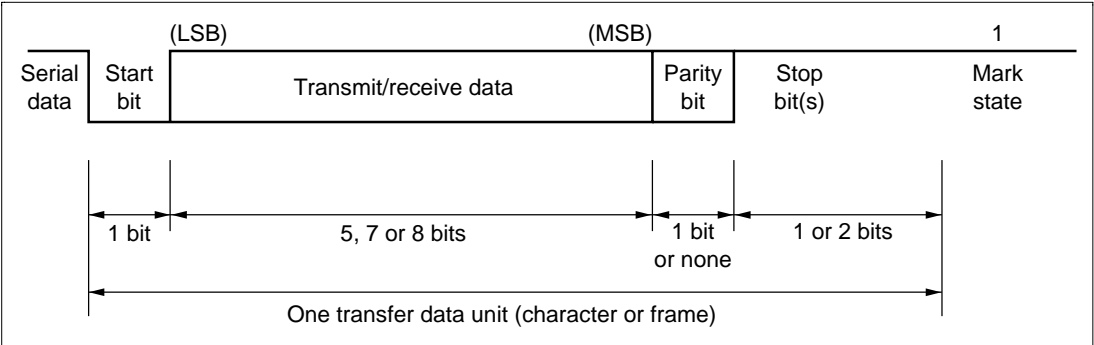 (LSB) (MSB) 1
Serial data
Start bit
Transmit/receive data
Parity bit
Stop bit(s)
Mark state
1 bit
5, 7 or 8 bits
1 bit or none
1 or 2 bits
One transfer data unit (character or frame)